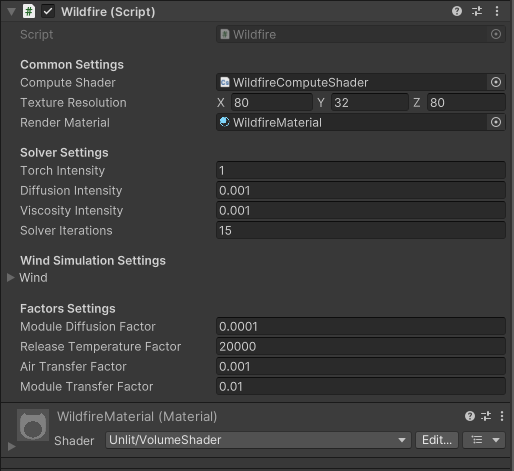 # Wildfire (Script)
Script # Wildfire
Common Settings
Compute Shader WildfireComputeShader
Texture Resolution X 80 Y 32 Z 80
Render Material WildfireMaterial
Solver Settings
Torch Intensity 1
Diffusion Intensity 0.001
Viscosity Intensity 0.001
Solver Iterations 15
Wind Simulation Settings
Wind
Factors Settings
Module Diffusion Factor 0.0001
Release Temperature Factor 20000
Air Transfer Factor 0.001
Module Transfer Factor 0.01
WildfireMaterial (Material)
Shader Unlit/VolumeShader Edit...